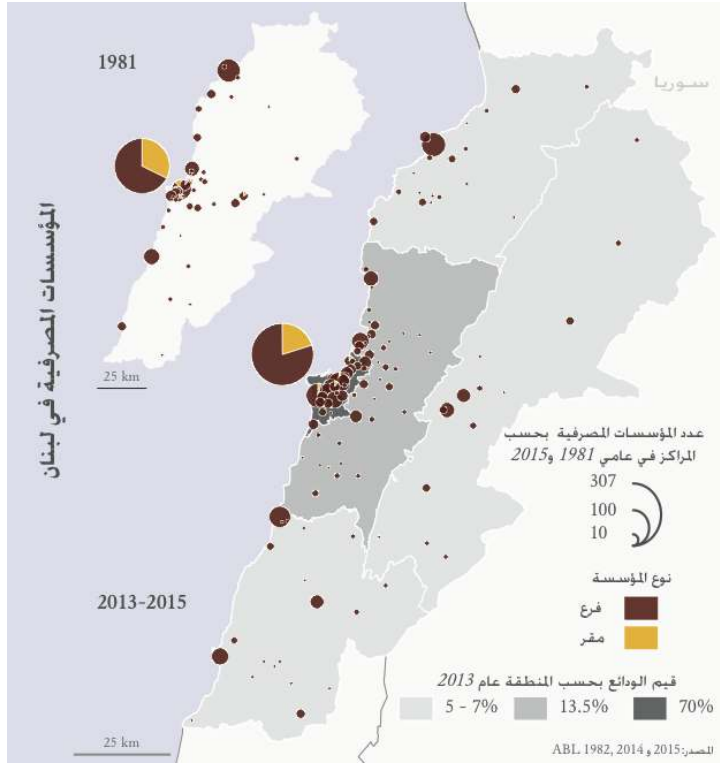 1981
سوريا
المؤسسات المصرفية في لبنان
25 km
عدد المؤسسات المصرفية بحسب
المراكز في عامي 1981 و2015
307
100
10
2013-2015
نوع المؤسسة
فرع
مقر
قيم الودائع بحسب المنطقة عام 2013
5 - 7%
13.5%
70%
25 km
المصدر: ABL 1982, 2014 و 2015